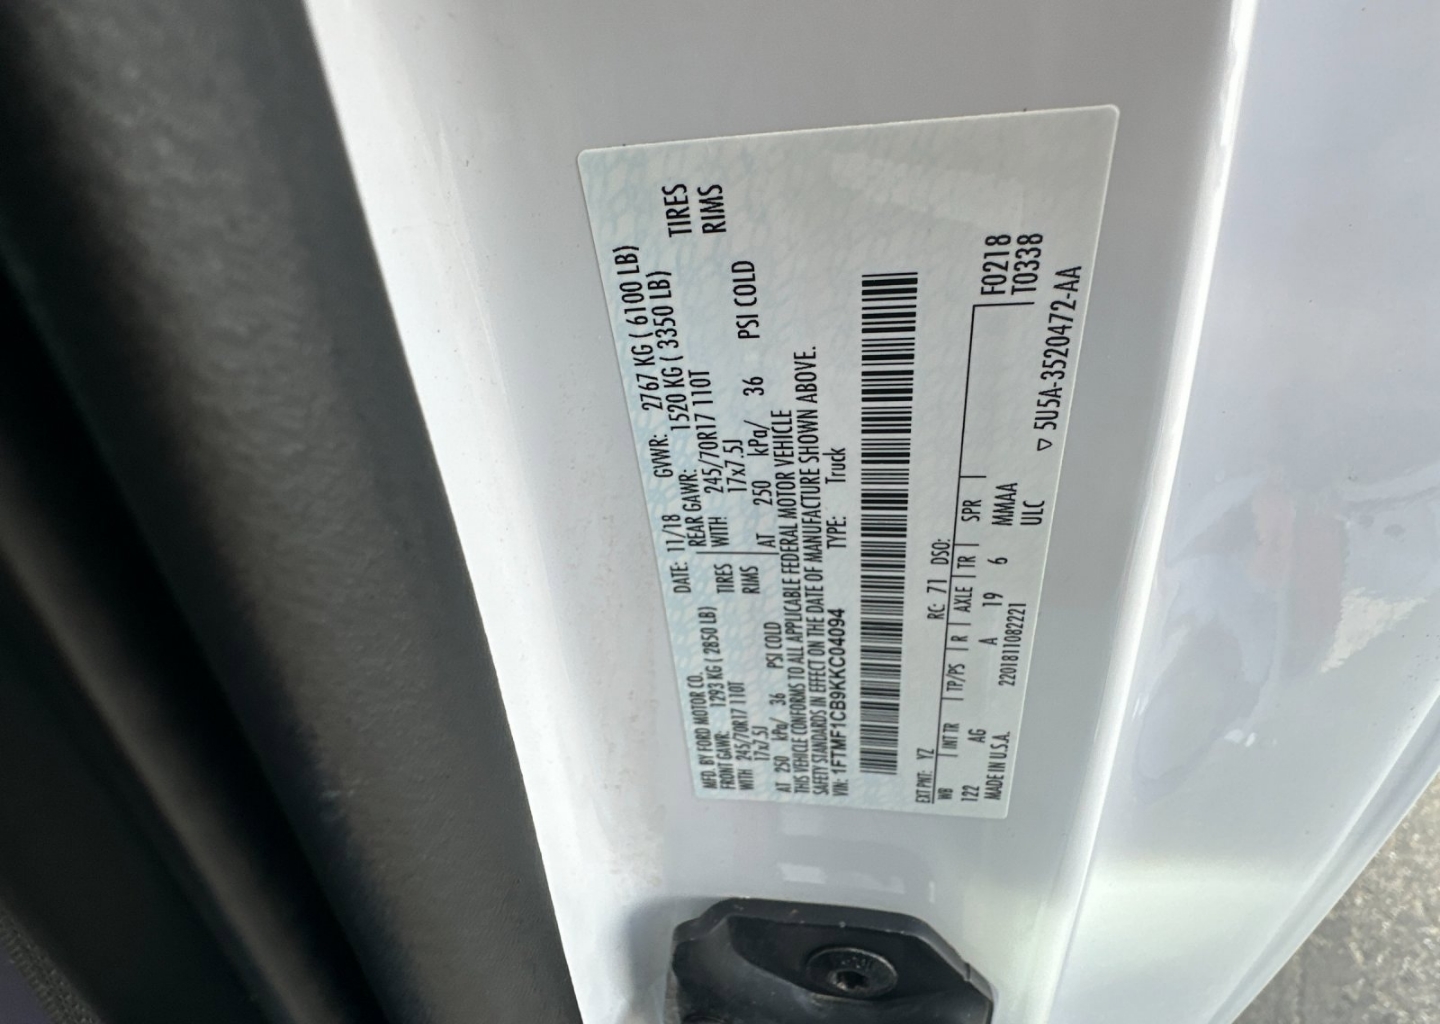 MFD. BY FORD MOTOR CO.
DATE: 11/18 GVWR: 2767 KG ( 6100 LB)
FRONT GAWR: 1293 KG ( 2850 LB) REAR GAWR: 1520 KG ( 3350 LB)
WITH 245/70R17 110T TIRES WITH 245/70R17 110T TIRES
17x7.5J RIMS 17x7.5J RIMS
AT 250 kPa/ 36 PSI COLD AT 250 kPa/ 36 PSI COLD
THIS VEHICLE CONFORMS TO ALL APPLICABLE FEDERAL MOTOR VEHICLE
SAFETY STANDARDS IN EFFECT ON THE DATE OF MANUFACTURE SHOWN ABOVE.
VIN: 1FTMF1CB9KKC04094 TYPE: Truck
EXT PNT: YZ RC: 71 DSO:
WB INT TR TP/PS R AXLE TR SPR F0218
122 AG A 19 6 MMAA T0338
MADE IN U.S.A. 220181108221 ULC
▽ 5U5A-3520472-AA